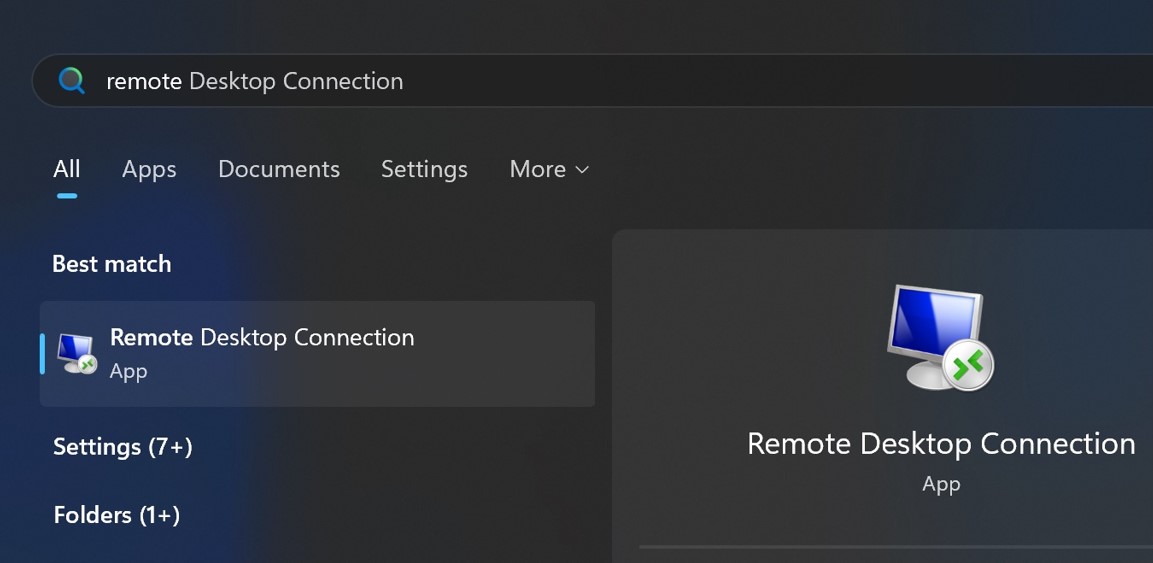 remote Desktop Connection
All Apps Documents Settings More
Best match
Remote Desktop Connection
App
Settings (7+)
Folders (1+)
Remote Desktop Connection
App